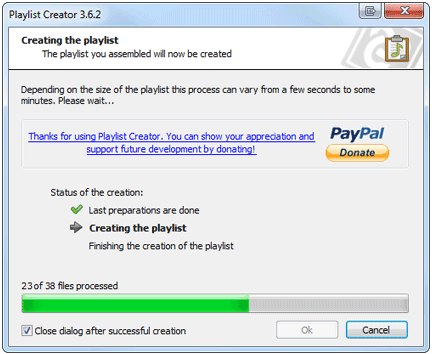 Playlist Creator 3.6.2
Creating the playlist
The playlist you assembled will now be created
Depending on the size of the playlist this process can vary from a few seconds to some
minutes. Please wait...
Thanks for using Playlist Creator. You can show your appreciation and
support future development by donating!
PayPal
Donate
Status of the creation:
Last preparations are done
Creating the playlist
Finishing the creation of the playlist
23 of 38 files processed
Close dialog after successful creation
Ok
Cancel